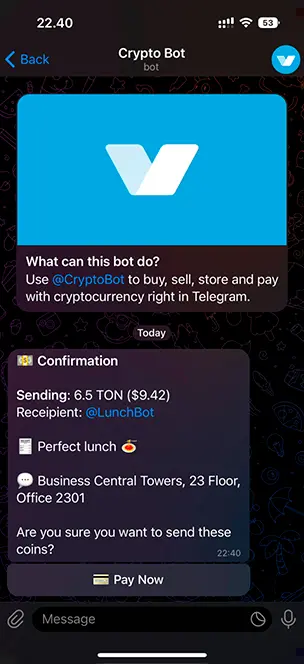 22.40
53
Back
Crypto Bot
bot
What can this bot do?
Use @CryptoBot to buy, sell, store and pay
with cryptocurrency right in Telegram.
Today
Confirmation
Sending: 6.5 TON ($9.42)
Receipient: @LunchBot
Perfect lunch
Business Central Towers, 23 Floor,
Office 2301
Are you sure you want to send these
coins?
22:40
Pay Now
Message